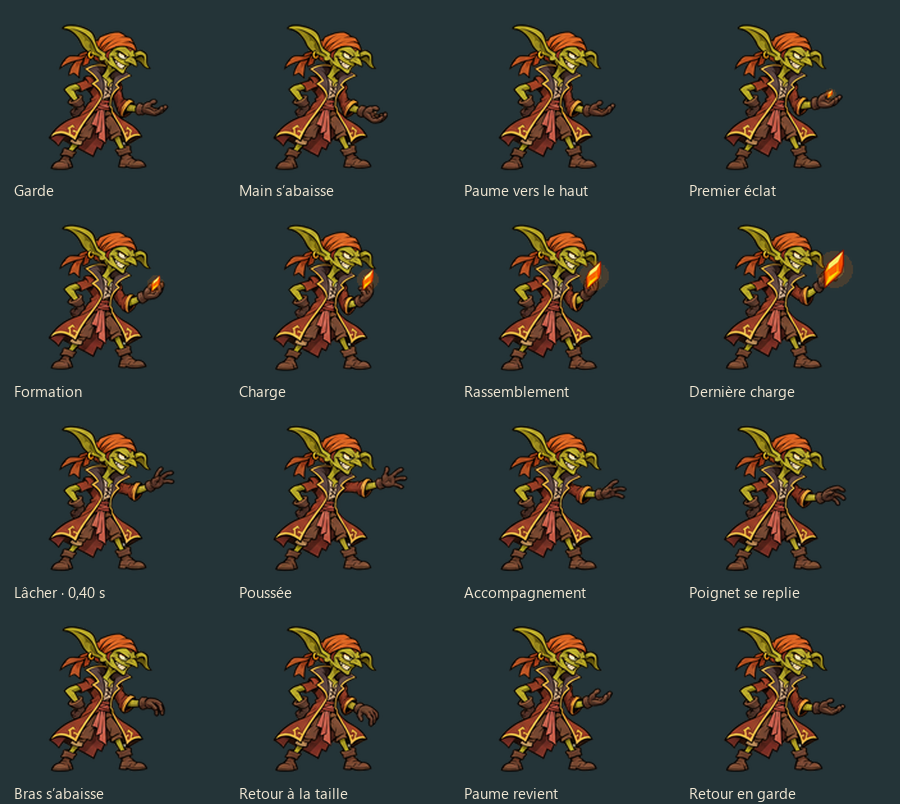 Garde
Main s’abaisse
Paume vers le haut
Premier éclat
Formation
Charge
Rassemblement
Dernière charge
Lâcher · 0,40 s
Poussée
Accompagnement
Poignet se replie
Bras s’abaisse
Retour à la taille
Paume revient
Retour en garde